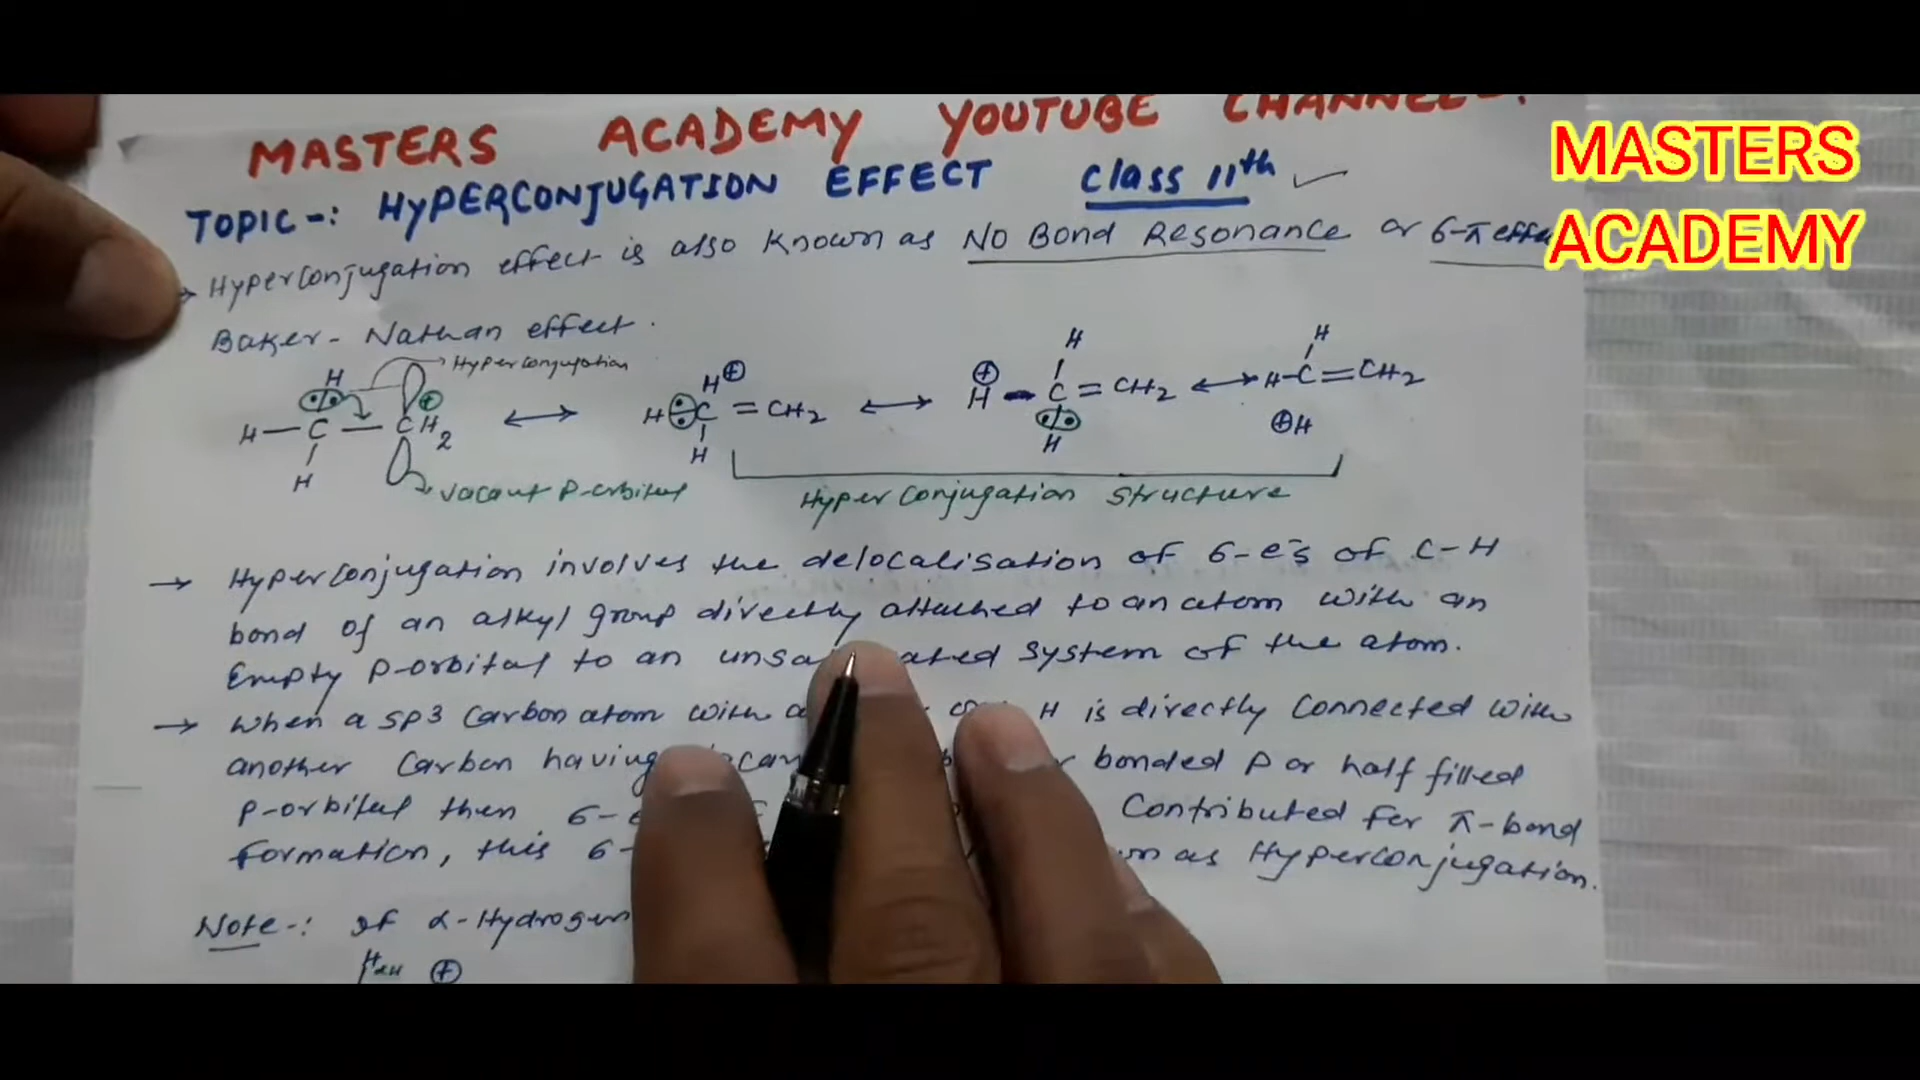 MASTERS ACADEMY YOUTUBE CHANNEL-:
MASTERS
ACADEMY
TOPIC-: HYPERCONJUGATION EFFECT Class 11th
Hyperconjugation effect is also known as NO Bond Resonance or σ-π
Baker-Nathan effect.
Hyperconjugation
H
H — C — CH2
H
⊕
vacant P-orbital
H⊕
H C = CH2
H
H
⊕
H - C = CH2
H
H
H-C=CH2
⊕H
Hyperconjugation structure
→ Hyperconjugation involves the delocalisation of σ-e-s of C-H
bond of an alkyl group directly attached to an atom with an
Empty p-orbital to an system of the atom.
→ When a sp3 Carbon atom with H is directly connected with
another Carbon having bonded p or half filled
p-orbital then σ- Contributed for π-bond
formation, this σ- as Hyperconjugation.
Note-: If α-Hydrogen
H
αH ⊕